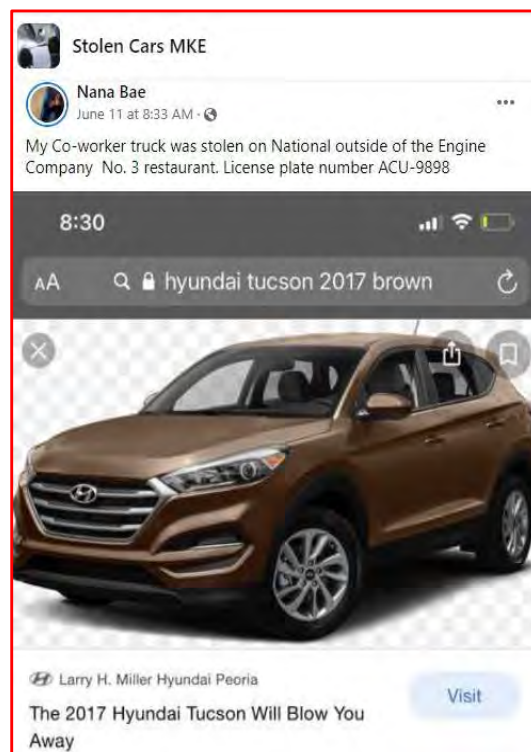 Stolen Cars MKE
Nana Bae
June 11 at 8:33 AM ·
My Co-worker truck was stolen on National outside of the Engine
Company No. 3 restaurant. License plate number ACU-9898
8:30
AA hyundai tucson 2017 brown
Larry H. Miller Hyundai Peoria
The 2017 Hyundai Tucson Will Blow You
Away
Visit